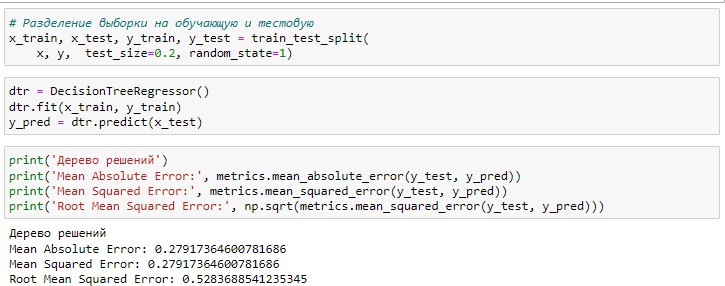 # Разделение выборки на обучающую и тестовую
x_train, x_test, y_train, y_test = train_test_split(
    x, y,  test_size=0.2, random_state=1)
dtr = DecisionTreeRegressor()
dtr.fit(x_train, y_train)
y_pred = dtr.predict(x_test)
print('Дерево решений')
print('Mean Absolute Error:', metrics.mean_absolute_error(y_test, y_pred))
print('Mean Squared Error:', metrics.mean_squared_error(y_test, y_pred))
print('Root Mean Squared Error:', np.sqrt(metrics.mean_squared_error(y_test, y_pred)))
Дерево решений
Mean Absolute Error: 0.27917364600781686
Mean Squared Error: 0.27917364600781686
Root Mean Squared Error: 0.5283688541235345